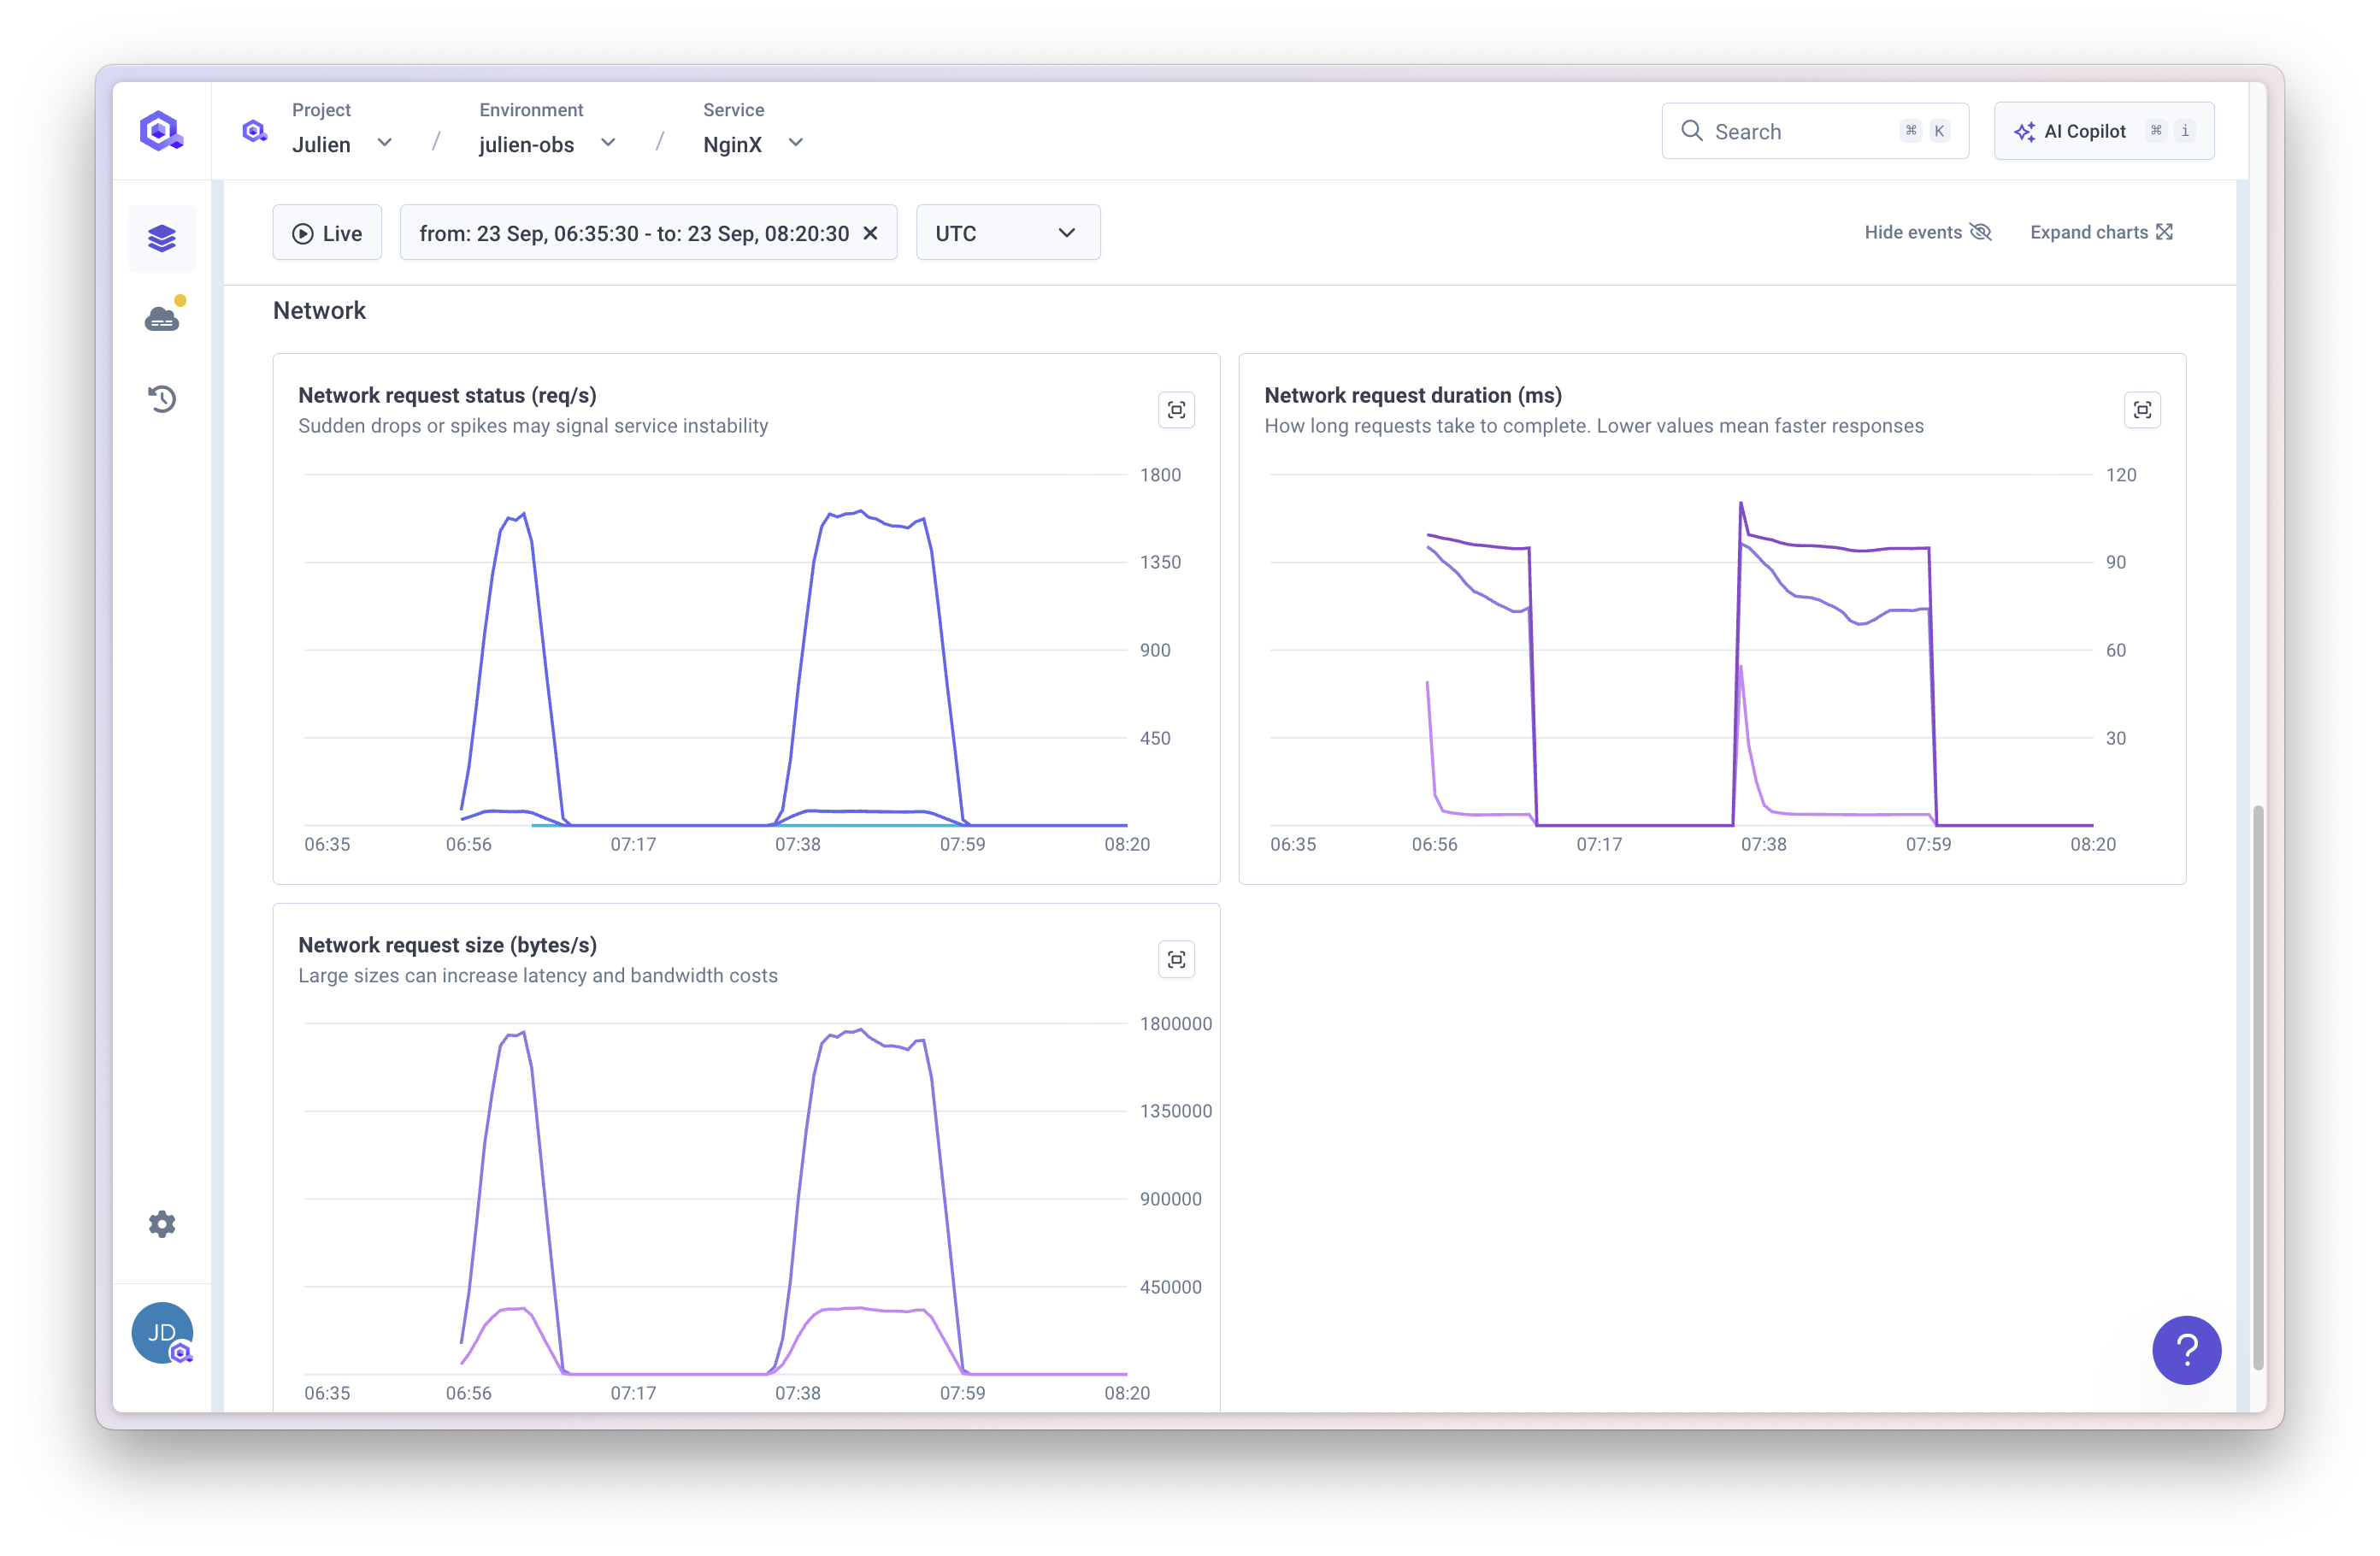 Project
Julien
/
Environment
julien-obs
/
Service
NginX
Search ⌘ K
AI Copilot ⌘ i
Live
from: 23 Sep, 06:35:30 - to: 23 Sep, 08:20:30
UTC
Hide events
Expand charts
Network
Network request status (req/s)
Sudden drops or spikes may signal service instability
1800
1350
900
450
06:35 06:56 07:17 07:38 07:59 08:20
Network request duration (ms)
How long requests take to complete. Lower values mean faster responses
120
90
60
30
06:35 06:56 07:17 07:38 07:59 08:20
Network request size (bytes/s)
Large sizes can increase latency and bandwidth costs
1800000
1350000
900000
450000
06:35 06:56 07:17 07:38 07:59 08:20
JD
?